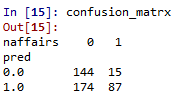 In [15]: confusion_matrx
Out[15]:
naffairs 0 1
pred
0.0 144 15
1.0 174 87